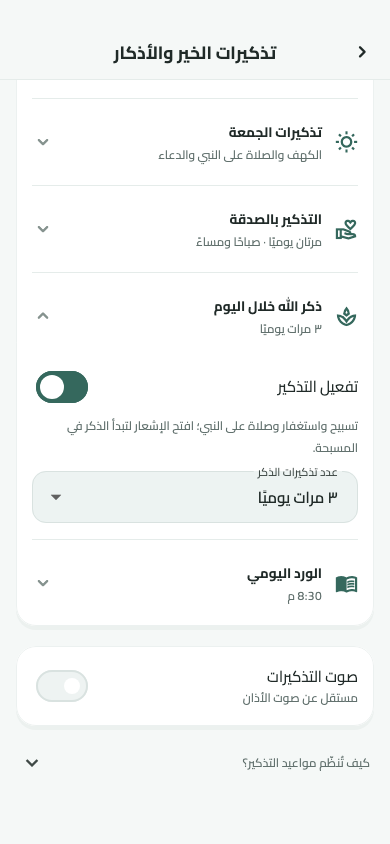 تذكيرات الخير والأذكار
تذكيرات الجمعة
الكهف والصلاة على النبي والدعاء
التذكير بالصدقة
مرتان يوميًا · صباحًا ومساءً
ذكر الله خلال اليوم
٣ مرات يوميًا
تفعيل التذكير
تسبيح واستغفار وصلاة على النبي؛ افتح الإشعار لتبدأ الذكر في
المسبحة.
عدد تذكيرات الذكر
٣ مرات يوميًا
الورد اليومي
8:30 م
صوت التذكيرات
مستقل عن صوت الأذان
كيف تُنظَّم مواعيد التذكير؟